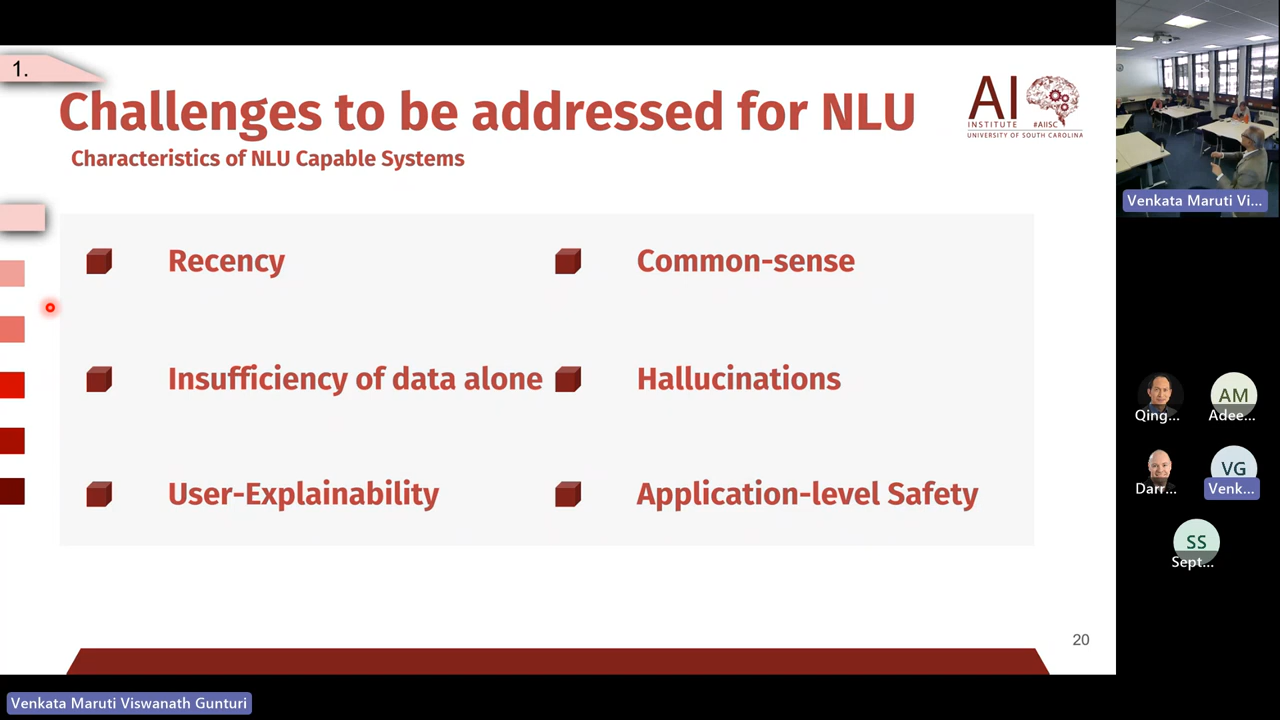 1.
Challenges to be addressed for NLU
Characteristics of NLU Capable Systems
AI
INSTITUTE #AIISC
UNIVERSITY OF SOUTH CAROLINA
Recency
Common-sense
Insufficiency of data alone
Hallucinations
User-Explainability
Application-level Safety
20
Venkata Maruti Vi...
Qing...
AM
Adee...
Darr...
VG
Venk...
SS
Sept...
Venkata Maruti Viswanath Gunturi